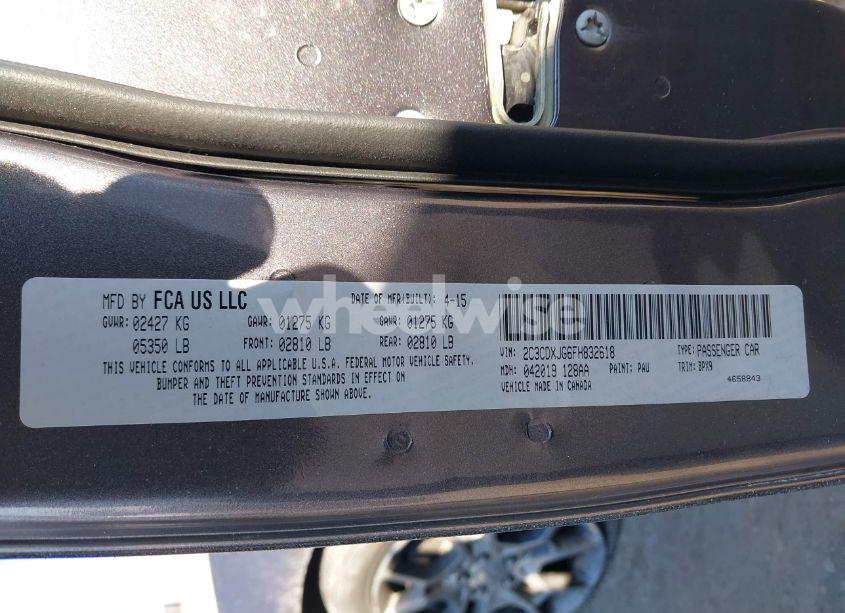 MFD BY FCA US LLC DATE OF MFR(BUILT): 4-15
GVWR: 02427 KG GAWR: 01275 KG GAWR: 01275 KG
05350 LB FRONT: 02810 LB REAR: 02810 LB
THIS VEHICLE CONFORMS TO ALL APPLICABLE U.S.A. FEDERAL MOTOR VEHICLE SAFETY,
BUMPER AND THEFT PREVENTION STANDARDS IN EFFECT ON
THE DATE OF MANUFACTURE SHOWN ABOVE.
VIN: 2C3CDXJG6FH832618 TYPE: PASSENGER CAR
MDH: 042019 128AA PAINT: PAU TRIM: BPX9
VEHICLE MADE IN CANADA 4658843
wheelwise